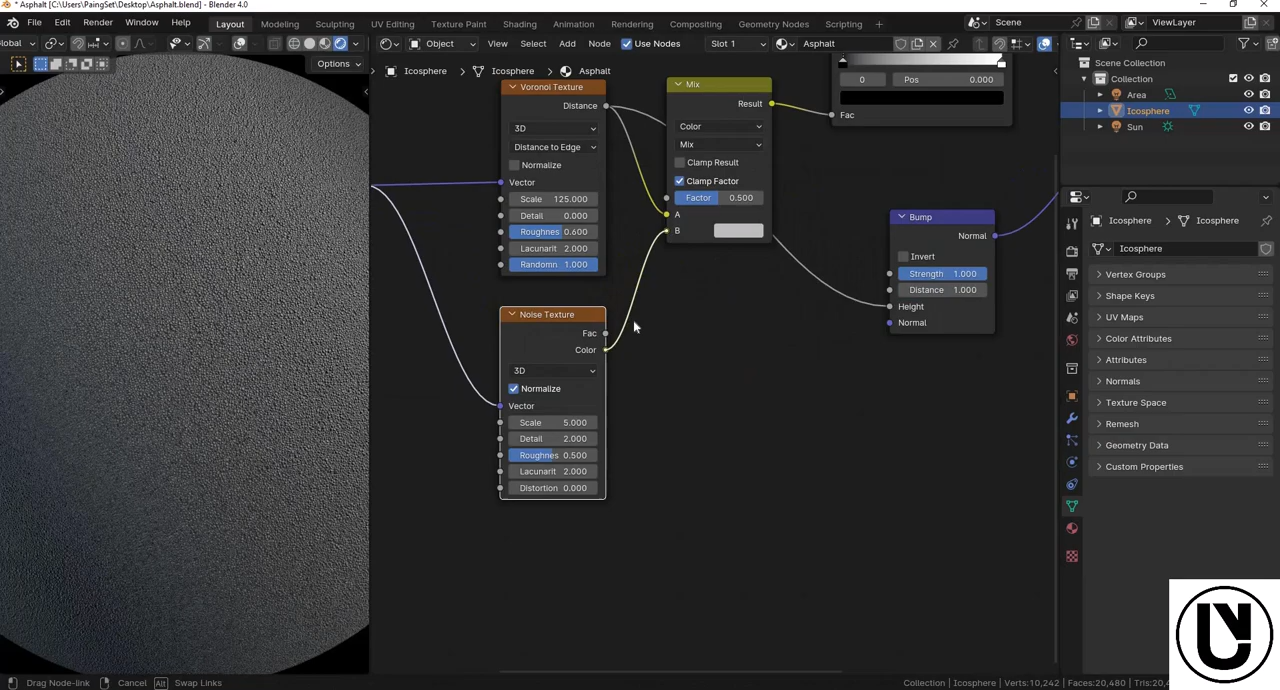 * Asphalt [C:\Users\PaingSet\Desktop\Asphalt.blend] - Blender 4.0
File Edit Render Window Help Layout Modeling Sculpting UV Editing Texture Paint Shading Animation Rendering Compositing Geometry Nodes Scripting + Scene ViewLayer
lobal Object View Select Add Node Use Nodes Slot 1 Asphalt
Options
Icosphere > Icosphere > Asphalt
Voronoi Texture
Distance
3D
Distance to Edge
Normalize
Vector
Scale 125.000
Detail 0.000
Roughnes 0.600
Lacunarit 2.000
Randomn 1.000
Mix
Result
Color
Mix
Clamp Result
Clamp Factor
Factor 0.500
A
B
0 Pos 0.000
Fac
Bump
Normal
Invert
Strength 1.000
Distance 1.000
Height
Normal
Noise Texture
Fac
Color
3D
Normalize
Vector
Scale 5.000
Detail 2.000
Roughnes 0.500
Lacunarit 2.000
Distortion 0.000
Scene Collection
Collection
Area
Icosphere
Sun
Icosphere > Icosphere
Icosphere
Vertex Groups
Shape Keys
UV Maps
Color Attributes
Attributes
Normals
Texture Space
Remesh
Geometry Data
Custom Properties
Drag Node-link Cancel Alt Swap Links
Collection | Icosphere | Verts:10,242 | Faces:20,480 | Tris:20,4